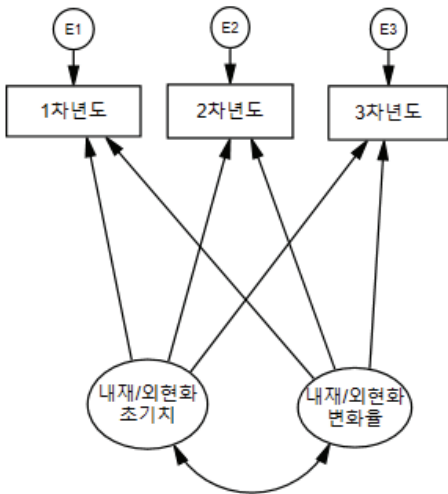 E1
E2
E3
1차년도
2차년도
3차년도
내재/외현화
초기치
내재/외현화
변화율